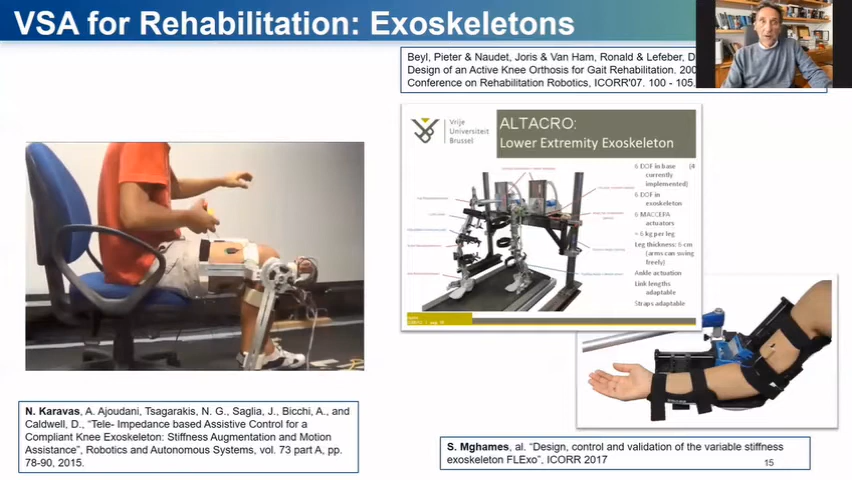 VSA for Rehabilitation: Exoskeletons
Beyl, Pieter & Naudet, Joris & Van Ham, Ronald & Lefeber, D
Design of an Active Knee Orthosis for Gait Rehabilitation. 200
Conference on Rehabilitation Robotics, ICORR'07. 100 - 105.
Vrije
Universiteit
Brussel
ALTACRO:
Lower Extremity Exoskeleton
6 DOF in base (4
currently
implemented)
6 DOF in
exoskeleton
6 MACCEPA
actuators
~ 6 kg per leg
Leg thickness: 6 cm
(arms can swing
freely)
Ankle actuation
Link lengths
adaptable
Straps adaptable
N. Karavas, A. Ajoudani, Tsagarakis, N. G., Saglia, J., Bicchi, A., and
Caldwell, D., "Tele- Impedance based Assistive Control for a
Compliant Knee Exoskeleton: Stiffness Augmentation and Motion
Assistance", Robotics and Autonomous Systems, vol. 73 part A, pp.
78-90, 2015.
S. Mghames, al. "Design, control and validation of the variable stiffness
exoskeleton FLExo", ICORR 2017
15